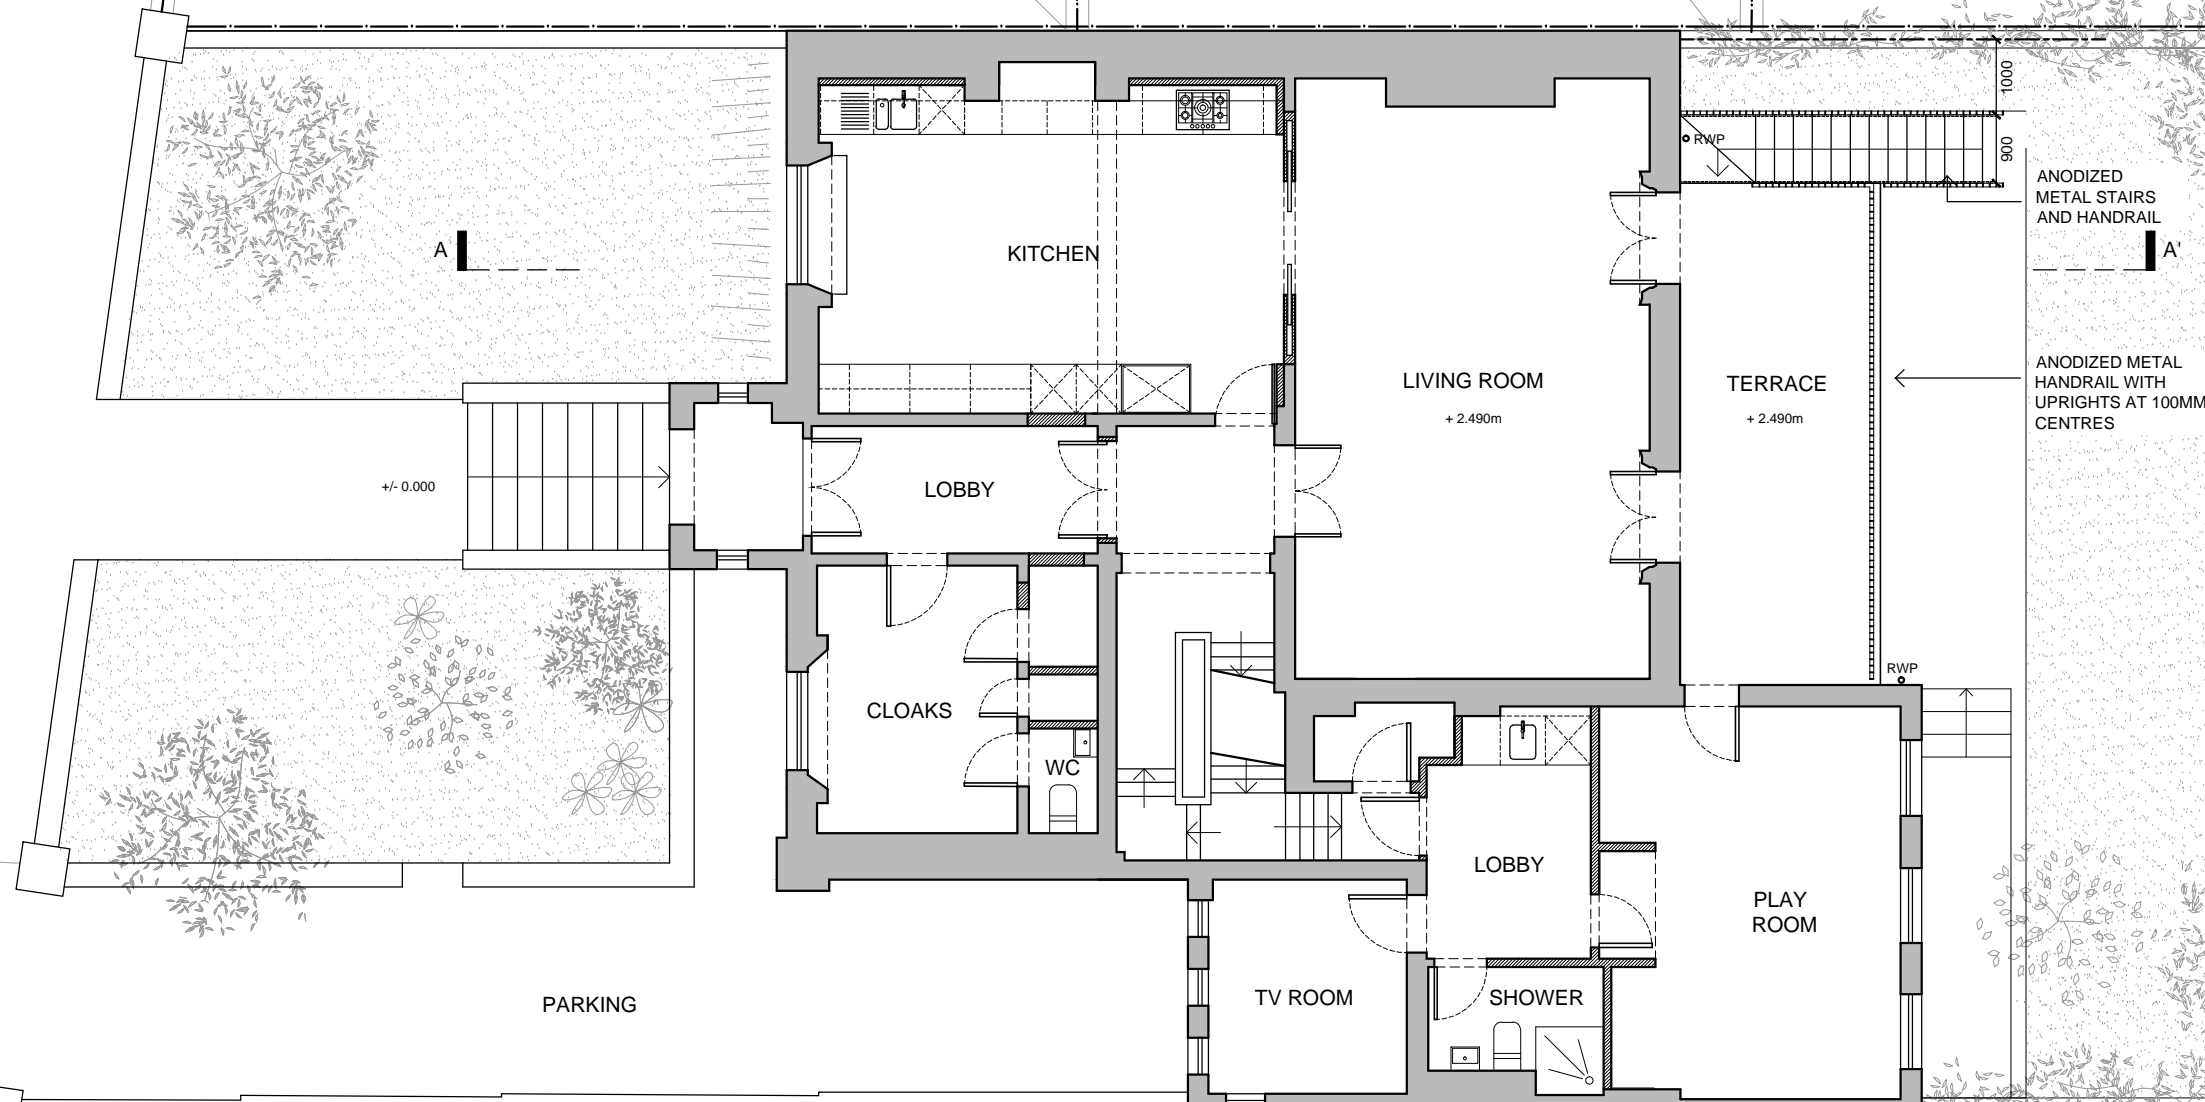 1000
RWP
900
ANODIZED
METAL STAIRS
AND HANDRAIL
A
A'
KITCHEN
LIVING ROOM
+ 2.490m
TERRACE
+ 2.490m
ANODIZED METAL
HANDRAIL WITH
UPRIGHTS AT 100MM
CENTRES
+/- 0.000
LOBBY
RWP
CLOAKS
WC
LOBBY
PLAY
ROOM
PARKING
TV ROOM
SHOWER